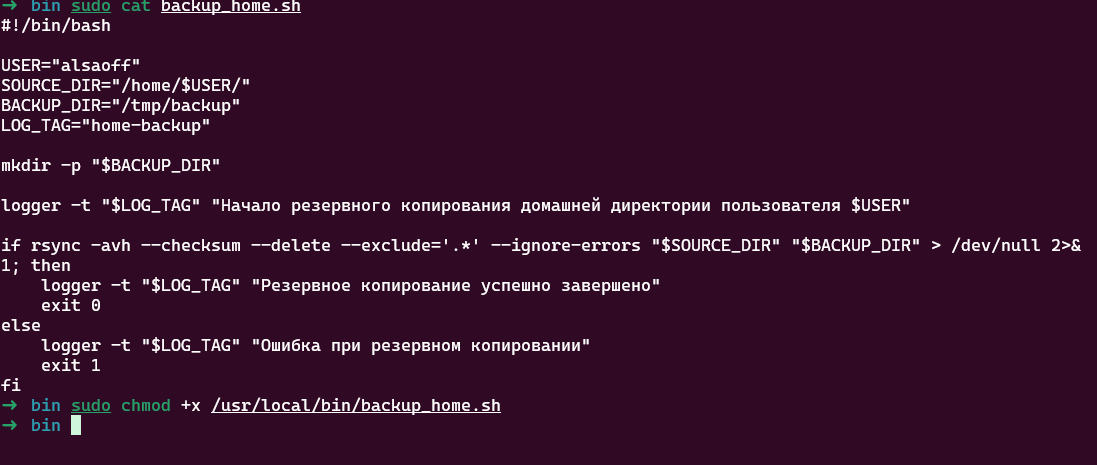 → bin sudo cat backup_home.sh
#!/bin/bash
USER="alsaoff"
SOURCE_DIR="/home/$USER/"
BACKUP_DIR="/tmp/backup"
LOG_TAG="home-backup"
mkdir -p "$BACKUP_DIR"
logger -t "$LOG_TAG" "Начало резервного копирования домашней директории пользователя $USER"
if rsync -avh --checksum --delete --exclude='.*' --ignore-errors "$SOURCE_DIR" "$BACKUP_DIR" > /dev/null 2>&
1; then
    logger -t "$LOG_TAG" "Резервное копирование успешно завершено"
    exit 0
else
    logger -t "$LOG_TAG" "Ошибка при резервном копировании"
    exit 1
fi
→ bin sudo chmod +x /usr/local/bin/backup_home.sh
→ bin